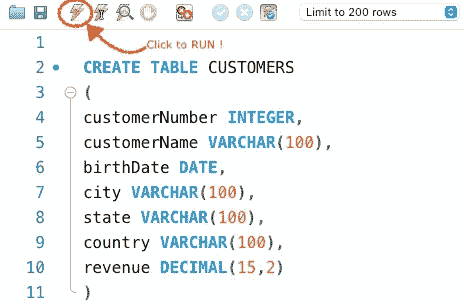 Limit to 200 rows
Click to RUN !
1
2 CREATE TABLE CUSTOMERS
3 (
4 customerNumber INTEGER,
5 customerName VARCHAR(100),
6 birthDate DATE,
7 city VARCHAR(100),
8 state VARCHAR(100),
9 country VARCHAR(100),
10 revenue DECIMAL(15,2)
11 )